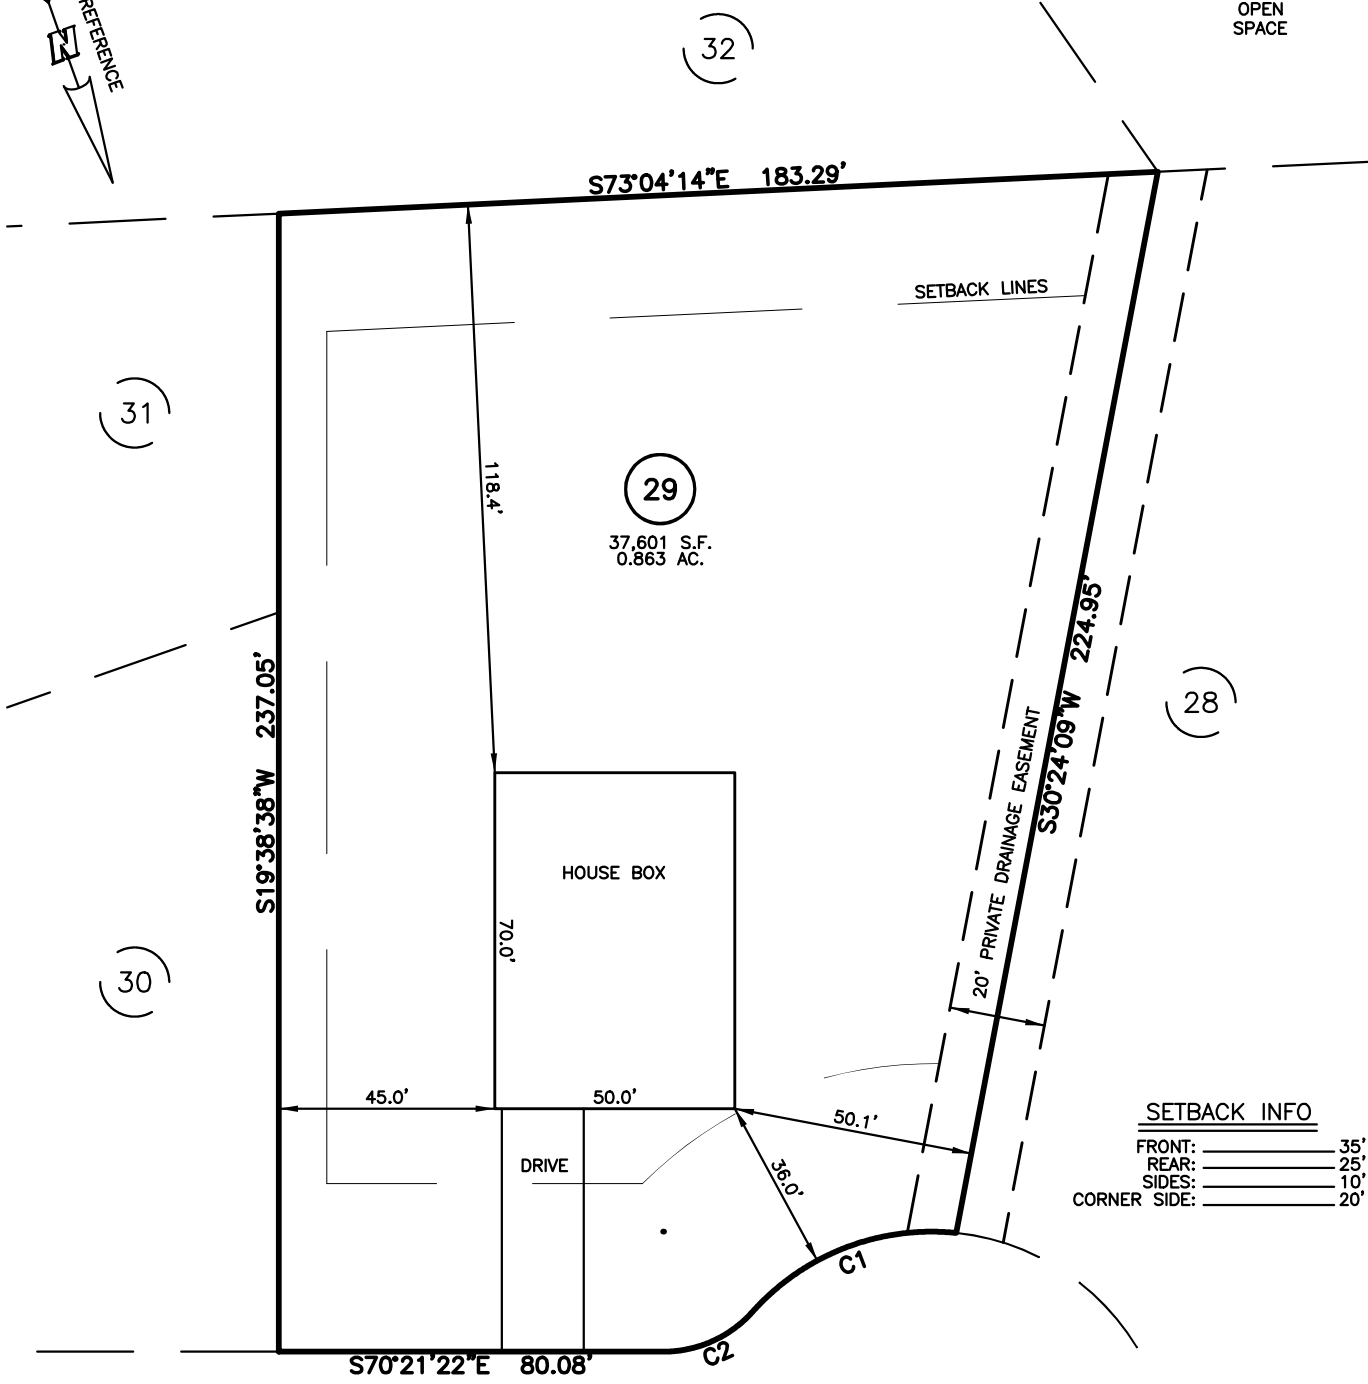 REFERENCE
N
32
OPEN
SPACE
S73°04'14"E 183.29'
SETBACK LINES
31
118.4'
29
37,601 S.F.
0.863 AC.
S19°38'38"W 237.05'
S30°24'09"W 224.95'
28
20' PRIVATE DRAINAGE EASEMENT
HOUSE BOX
70.0'
30
45.0'
50.0'
50.1'
36.0'
DRIVE
SETBACK INFO
FRONT: 35'
REAR: 25'
SIDES: 10'
CORNER SIDE: 20'
C1
C2
S70°21'22"E 80.08'